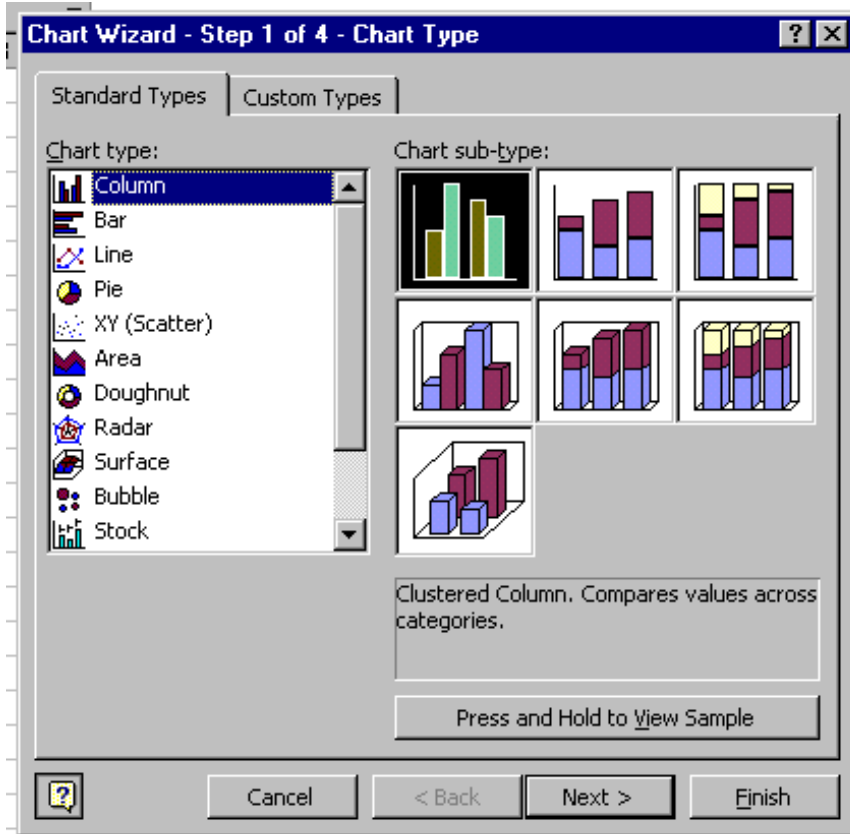 Chart Wizard - Step 1 of 4 - Chart Type
Standard Types
Custom Types
Chart type:
Column
Bar
Line
Pie
XY (Scatter)
Area
Doughnut
Radar
Surface
Bubble
Stock
Chart sub-type:
Clustered Column. Compares values across
categories.
Press and Hold to View Sample
Cancel
< Back
Next >
Finish